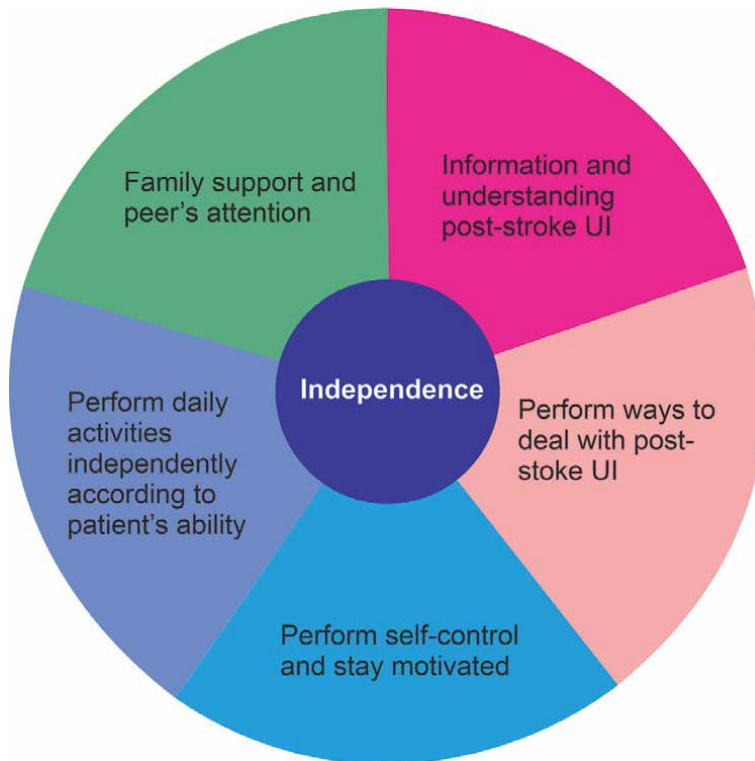 Family support and
peer's attention
Information and
understanding
post-stroke UI
Independence
Perform daily
activities
independently
according to
patient's ability
Perform ways to
deal with post-
stoke UI
Perform self-control
and stay motivated